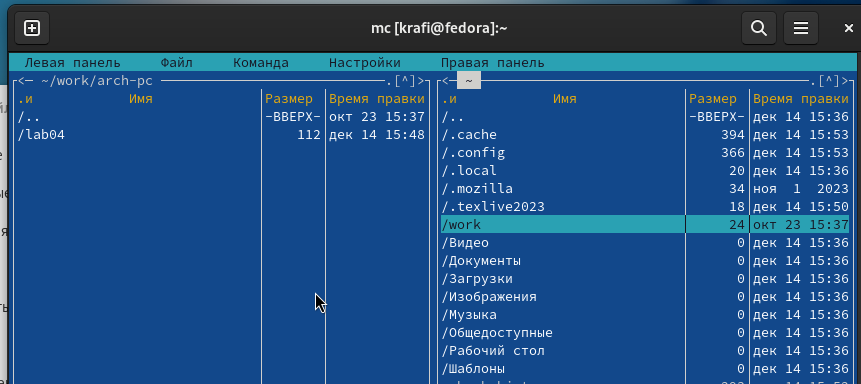 mc [krafi@fedora]:~
Левая панель Файл Команда Настройки Правая панель
<— ~/work/arch-pc .[^]> <— ~ .[^]>
.и Имя Размер Время правки .и Имя Размер Время правки
/.. -ВВЕРХ- окт 23 15:37 /.. -ВВЕРХ- дек 14 15:36
/lab04 112 дек 14 15:48 /.cache 394 дек 14 15:53
/.config 366 дек 14 15:53
/.local 20 дек 14 15:36
/.mozilla 34 ноя 1 2023
/.texlive2023 18 дек 14 15:50
/work 24 окт 23 15:37
/Видео 0 дек 14 15:36
/Документы 0 дек 14 15:36
/Загрузки 0 дек 14 15:36
/Изображения 0 дек 14 15:36
/Музыка 0 дек 14 15:36
/Общедоступные 0 дек 14 15:36
/Рабочий стол 0 дек 14 15:36
/Шаблоны 0 дек 14 15:36